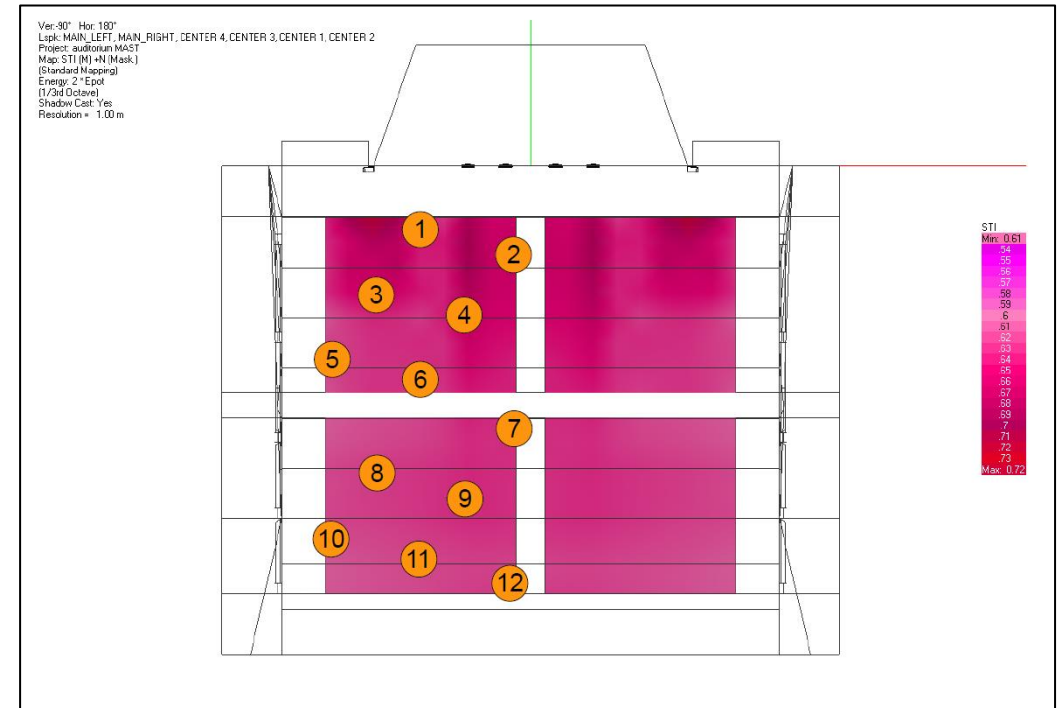 Ver:-90° Hor: 180°
Lspk: MAIN_LEFT, MAIN_RIGHT, CENTER 4, CENTER 3, CENTER 1, CENTER 2
Project: auditorium MAST
Map: STI (M) +N (Mask.)
(Standard Mapping)
Energy: 2 * Epot
(1/3rd Octave)
Shadow Cast: Yes
Resolution = 1.00 m
1
2
3
4
5
6
7
8
9
10
11
12
STI
Min: 0.61
.54
.55
.56
.57
.58
.59
.6
.61
.62
.63
.64
.65
.66
.67
.68
.69
.7
.71
.72
.73
Max: 0.72